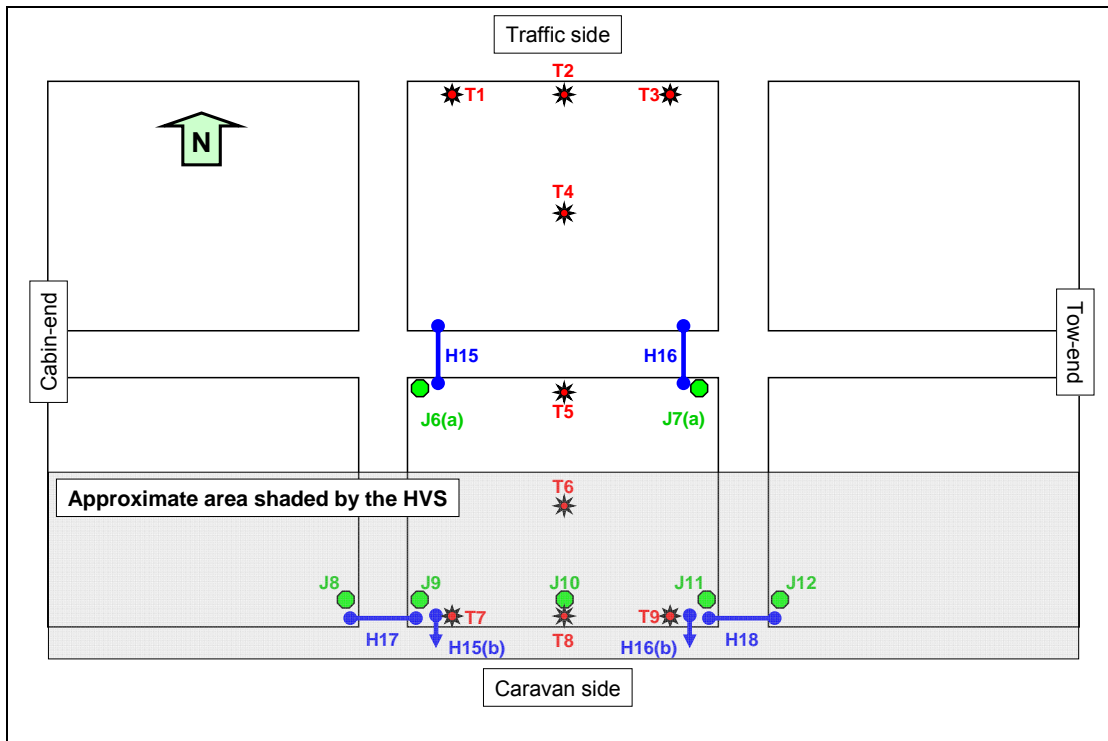 Traffic side
T1
T2
T3
N
T4
Cabin-end
Tow-end
H15
H16
J6(a)
T5
J7(a)
Approximate area shaded by the HVS
T6
J8
J9
J10
J11
J12
H17
T7
H15(b)
T8
T9
H16(b)
H18
Caravan side